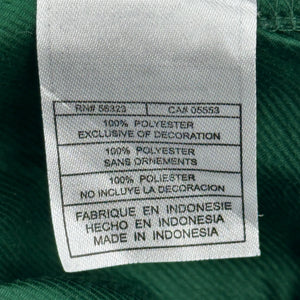 RN# 56323 CA# 05553
100% POLYESTER
EXCLUSIVE OF DECORATION
100% POLYESTER
SANS ORNEMENTS
100% POLIESTER
NO INCLUYE LA DECORACION
FABRIQUE EN INDONESIE
HECHO EN INDONESIA
MADE IN INDONESIA